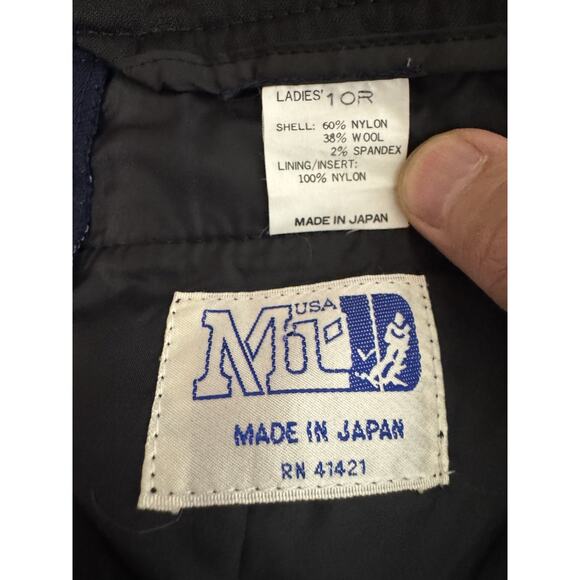 LADIES' 10R
SHELL: 60% NYLON
38% WOOL
2% SPANDEX
LINING/INSERT:
100% NYLON
MADE IN JAPAN
USA
MADE IN JAPAN
RN 41421